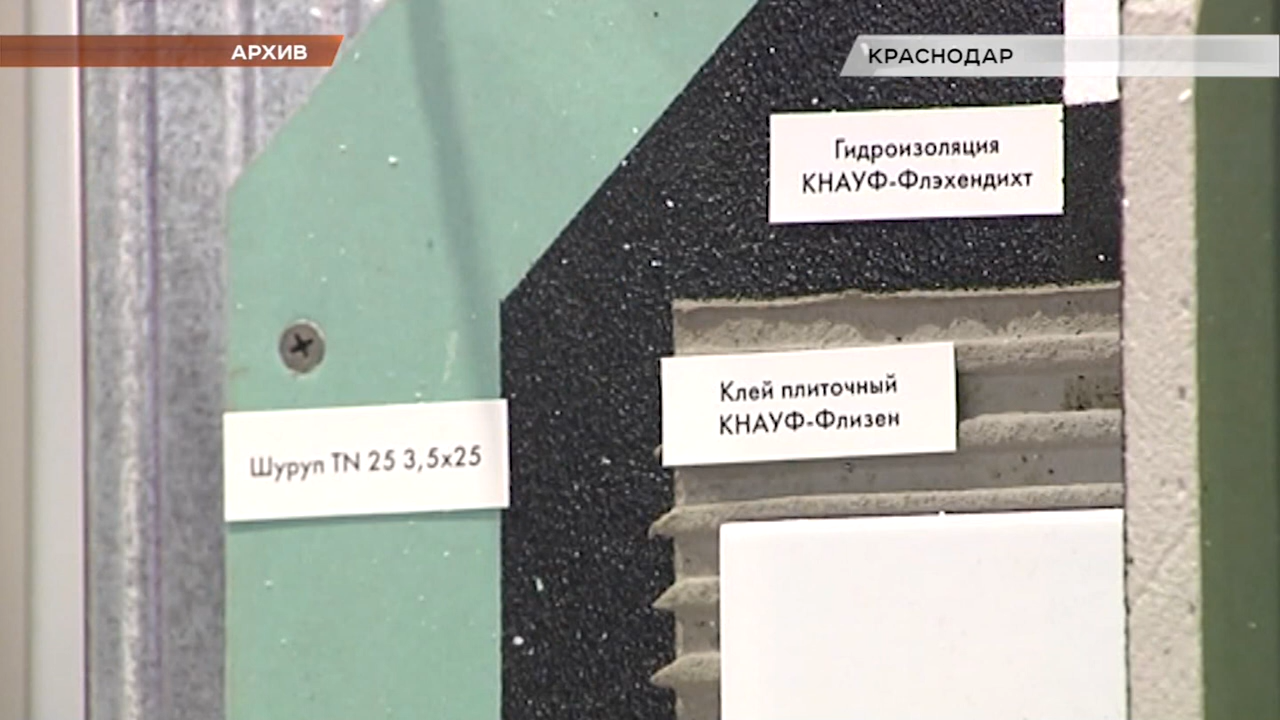 АРХИВ
КРАСНОДАР
Гидроизоляция
КНАУФ-Флэхендихт
Клей плиточный
КНАУФ-Флизен
Шуруп TN 25 3,5x25